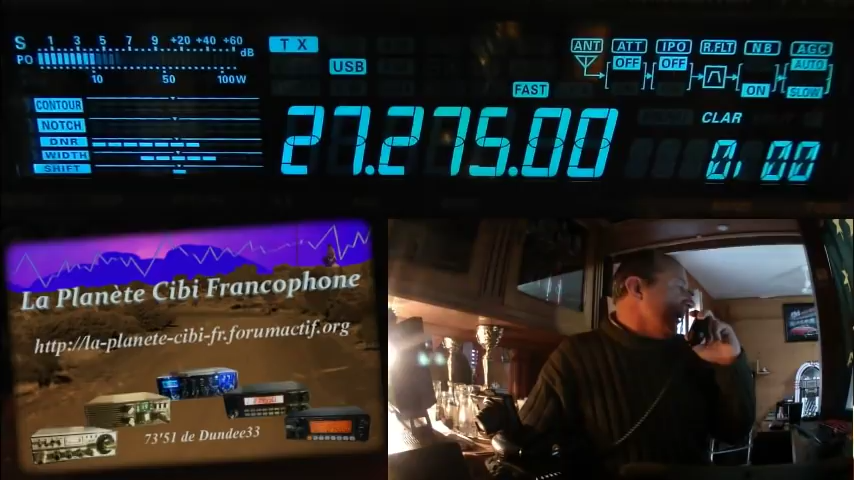 S 1 3 5 7 9 +20 +40 +60 dB
PO 10 50 100W
TX
USB
FAST
ANT ATT IPO R.FLT NB AGC
OFF OFF AUTO
ON SLOW
CONTOUR
NOTCH
DNR
WIDTH
SHIFT
27.275.00
CLAR
0, 00
La Planète Cibi Francophone
http://la-planete-cibi-fr.forumactif.org
73'51 de Dundee33